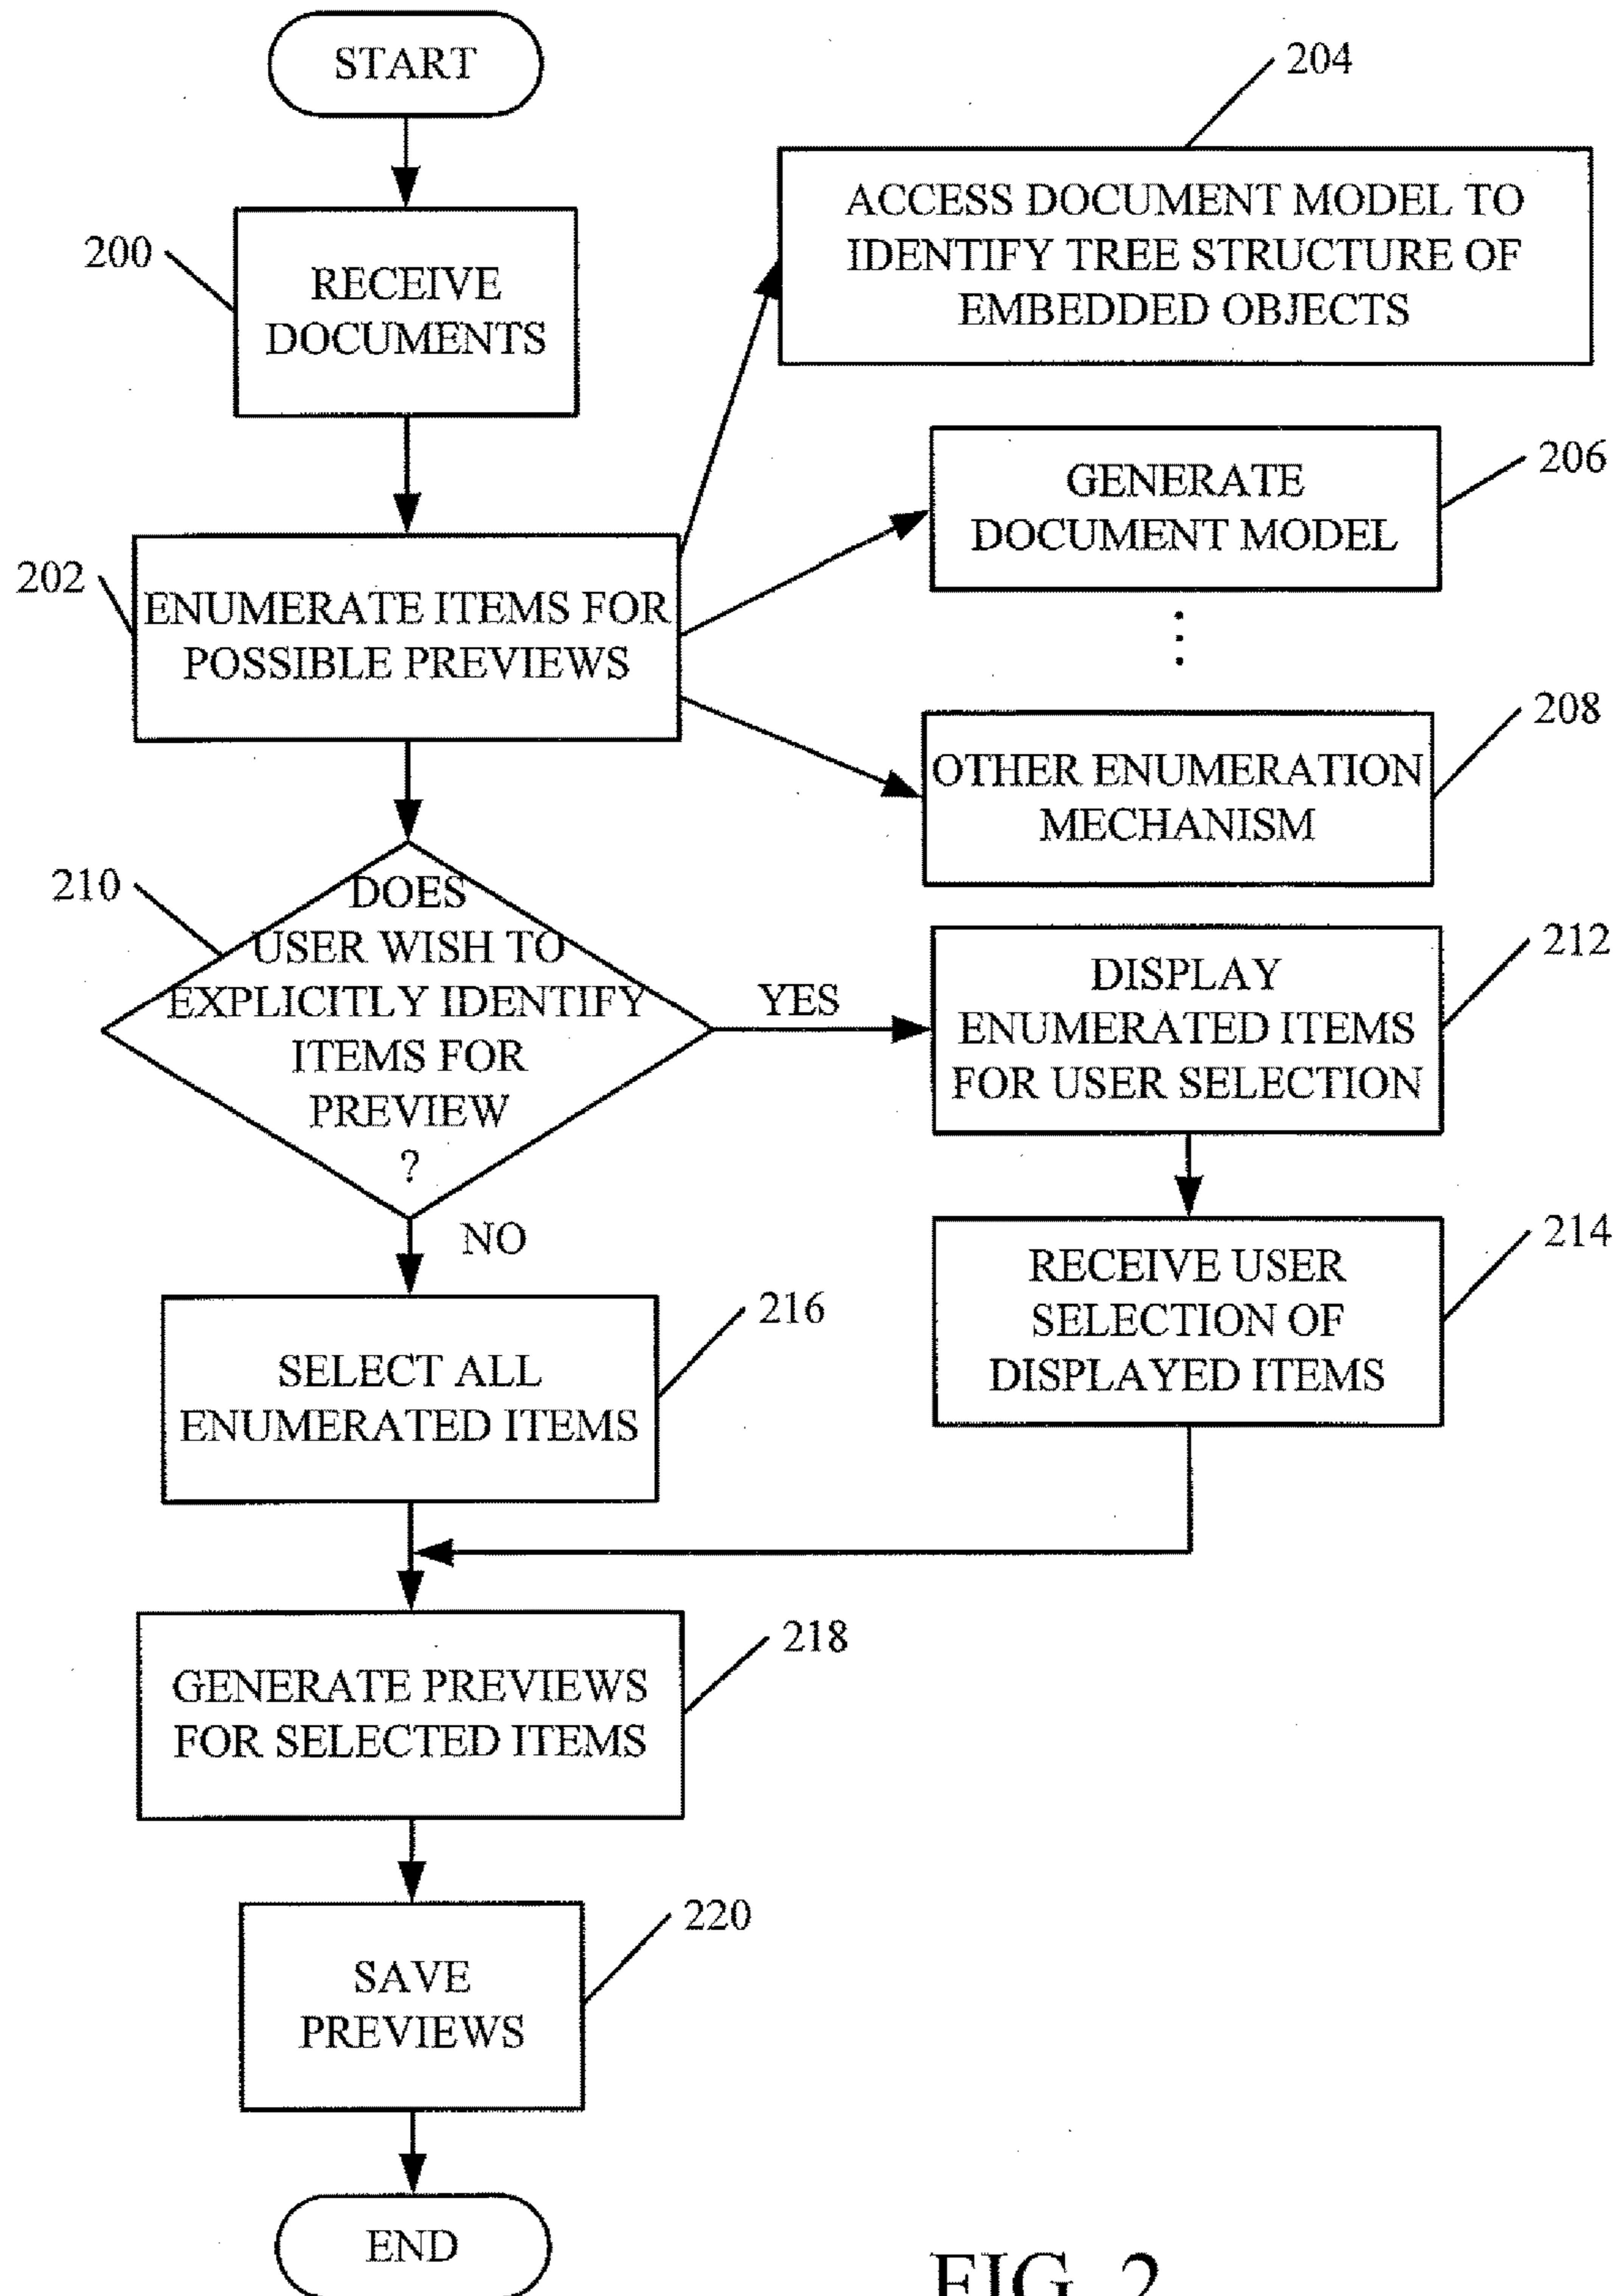 START
204
ACCESS DOCUMENT MODEL TO
IDENTIFY TREE STRUCTURE OF
EMBEDDED OBJECTS
200
RECEIVE
DOCUMENTS
206
GENERATE
DOCUMENT MODEL
202
ENUMERATE ITEMS FOR
POSSIBLE PREVIEWS
208
OTHER ENUMERATION
MECHANISM
210
DOES
USER WISH TO
EXPLICITLY IDENTIFY
ITEMS FOR
PREVIEW
?
YES
212
DISPLAY
ENUMERATED ITEMS
FOR USER SELECTION
NO
214
RECEIVE USER
SELECTION OF
DISPLAYED ITEMS
216
SELECT ALL
ENUMERATED ITEMS
218
GENERATE PREVIEWS
FOR SELECTED ITEMS
220
SAVE
PREVIEWS
END
FIG. 2